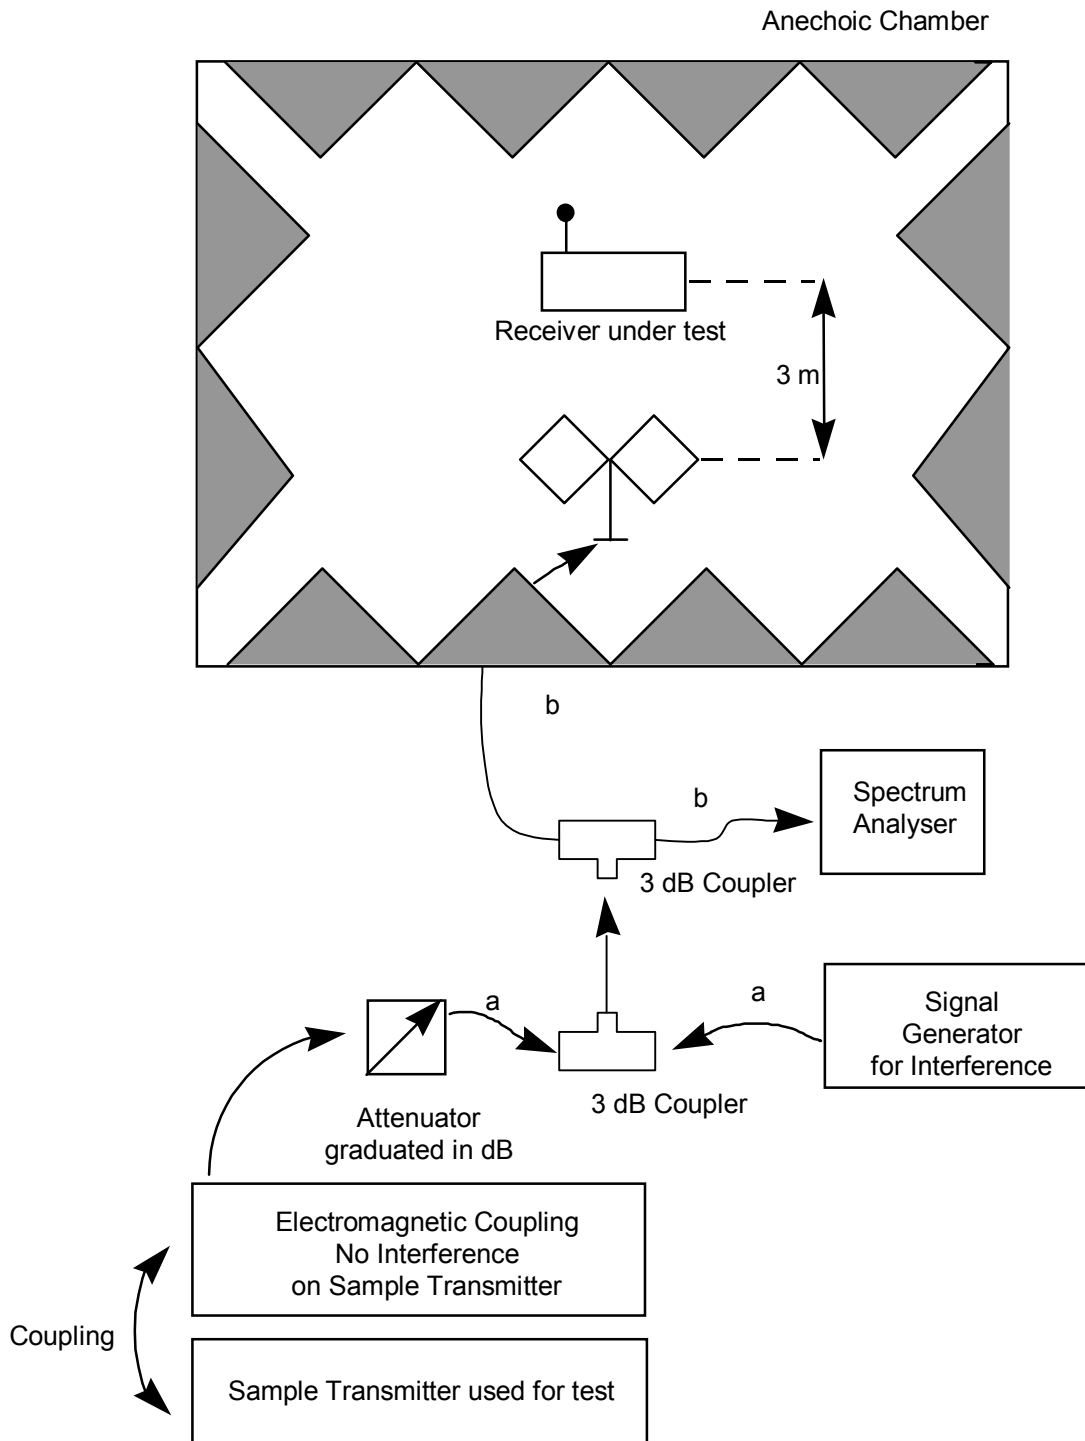 Anechoic Chamber
Receiver under test
3 m
b
b
Spectrum
Analyser
3 dB Coupler
a
a
Signal
Generator
for Interference
3 dB Coupler
Attenuator
graduated in dB
Electromagnetic Coupling
No Interference
on Sample Transmitter
Coupling
Sample Transmitter used for test